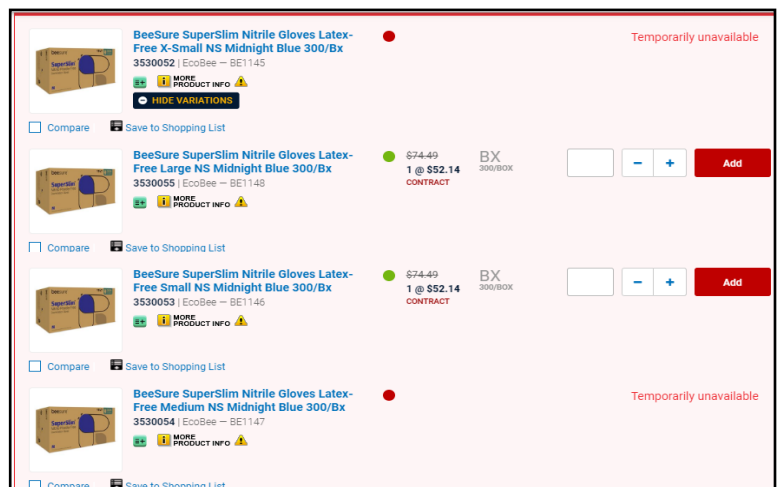 BeeSure SuperSlim Nitrile Gloves Latex-
Free X-Small NS Midnight Blue 300/Bx
3530052 | EcoBee — BE1145
MORE
PRODUCT INFO
HIDE VARIATIONS
Temporarily unavailable
Compare
Save to Shopping List
BeeSure SuperSlim Nitrile Gloves Latex-
Free Large NS Midnight Blue 300/Bx
3530055 | EcoBee — BE1148
MORE
PRODUCT INFO
$74.49
1 @ $52.14
CONTRACT
BX
300/BOX
Add
Compare
Save to Shopping List
BeeSure SuperSlim Nitrile Gloves Latex-
Free Small NS Midnight Blue 300/Bx
3530053 | EcoBee — BE1146
MORE
PRODUCT INFO
$74.49
1 @ $52.14
CONTRACT
BX
300/BOX
Add
Compare
Save to Shopping List
BeeSure SuperSlim Nitrile Gloves Latex-
Free Medium NS Midnight Blue 300/Bx
3530054 | EcoBee — BE1147
MORE
PRODUCT INFO
Temporarily unavailable
Compare
Save to Shopping List